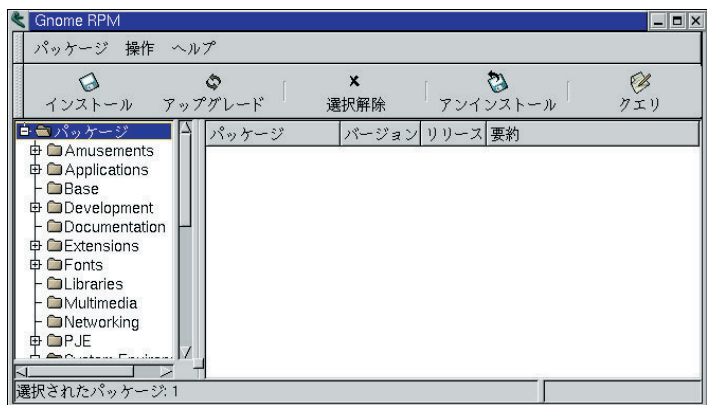 Gnome RPM
パッケージ 操作 ヘルプ
インストール アップグレード 選択解除 アンインストール クエリ
パッケージ
Amusements
Applications
Base
Development
Documentation
Extensions
Fonts
Libraries
Multimedia
Networking
PJE
System
パッケージ バージョン リリース 要約
選択されたパッケージ: 1